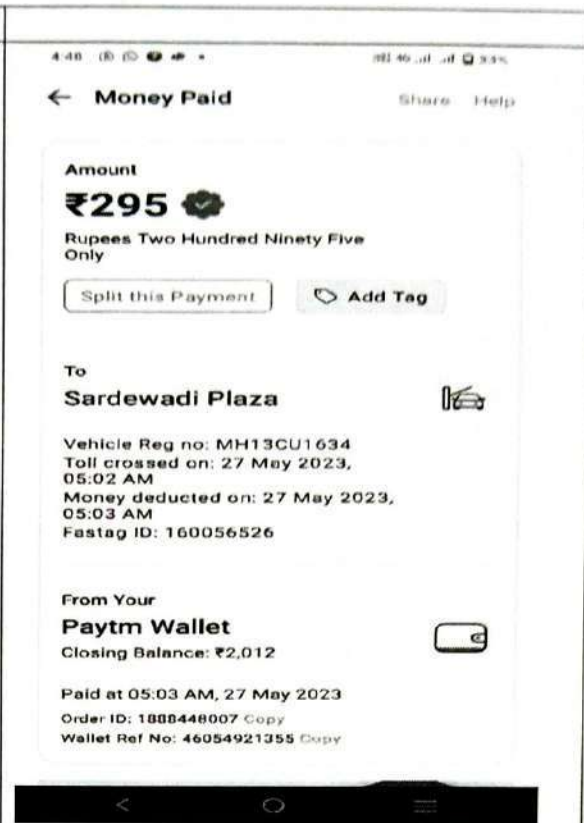 4:48
← Money Paid Share Help
Amount
₹295
Rupees Two Hundred Ninety Five
Only
Split this Payment Add Tag
To
Sardewadi Plaza
Vehicle Reg no: MH13CU1634
Toll crossed on: 27 May 2023,
05:02 AM
Money deducted on: 27 May 2023,
05:03 AM
Fastag ID: 160056526
From Your
Paytm Wallet
Closing Balance: ₹2,012
Paid at 05:03 AM, 27 May 2023
Order ID: 1888448007 Copy
Wallet Ref No: 46054921355 Copy